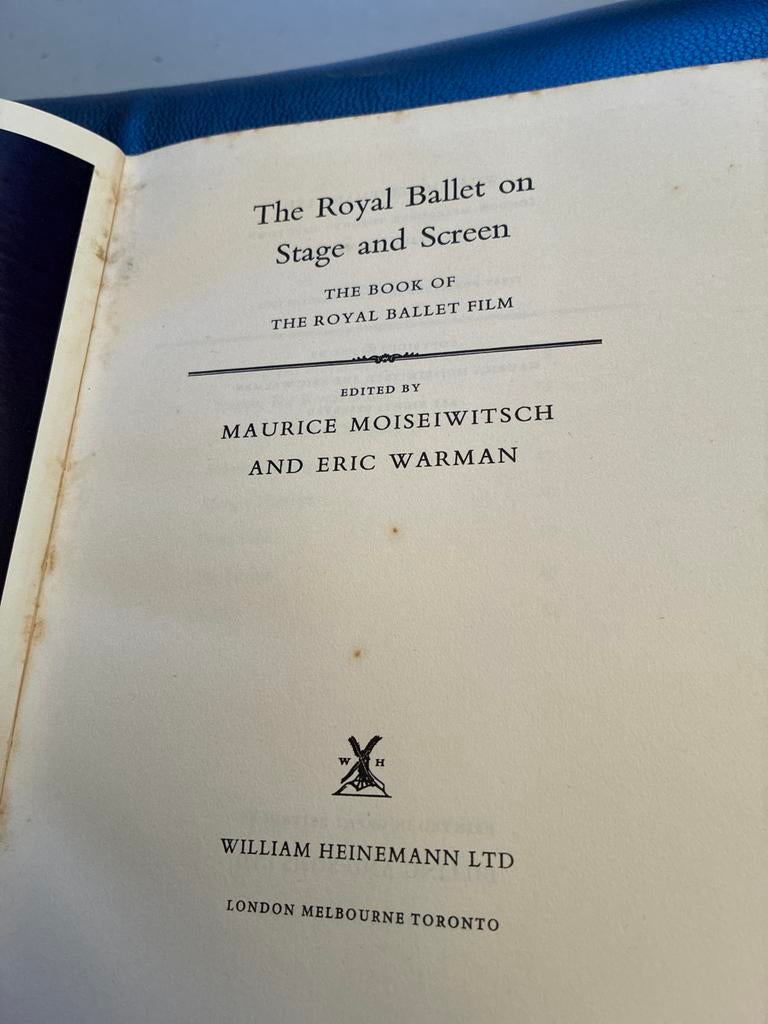 The Royal Ballet on
Stage and Screen
THE BOOK OF
THE ROYAL BALLET FILM
EDITED BY
MAURICE MOISEIWITSCH
AND ERIC WARMAN
W H
WILLIAM HEINEMANN LTD
LONDON MELBOURNE TORONTO